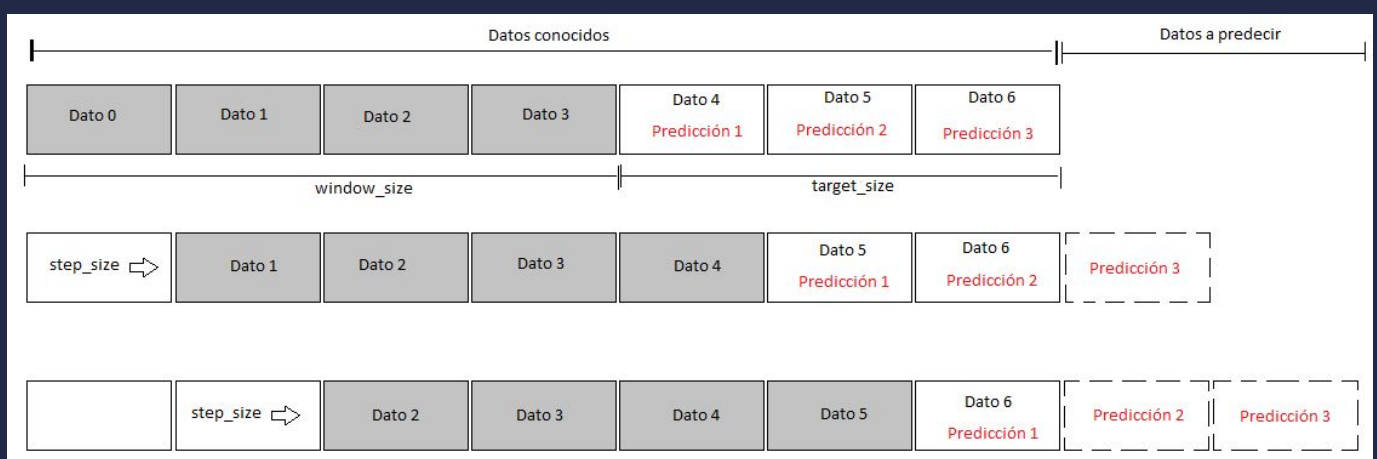 Datos conocidos
Datos a predecir
Dato 0
Dato 1
Dato 2
Dato 3
Dato 4
Predicción 1
Dato 5
Predicción 2
Dato 6
Predicción 3
window_size
target_size
step_size
Dato 1
Dato 2
Dato 3
Dato 4
Dato 5
Predicción 1
Dato 6
Predicción 2
Predicción 3
step_size
Dato 2
Dato 3
Dato 4
Dato 5
Dato 6
Predicción 1
Predicción 2
Predicción 3